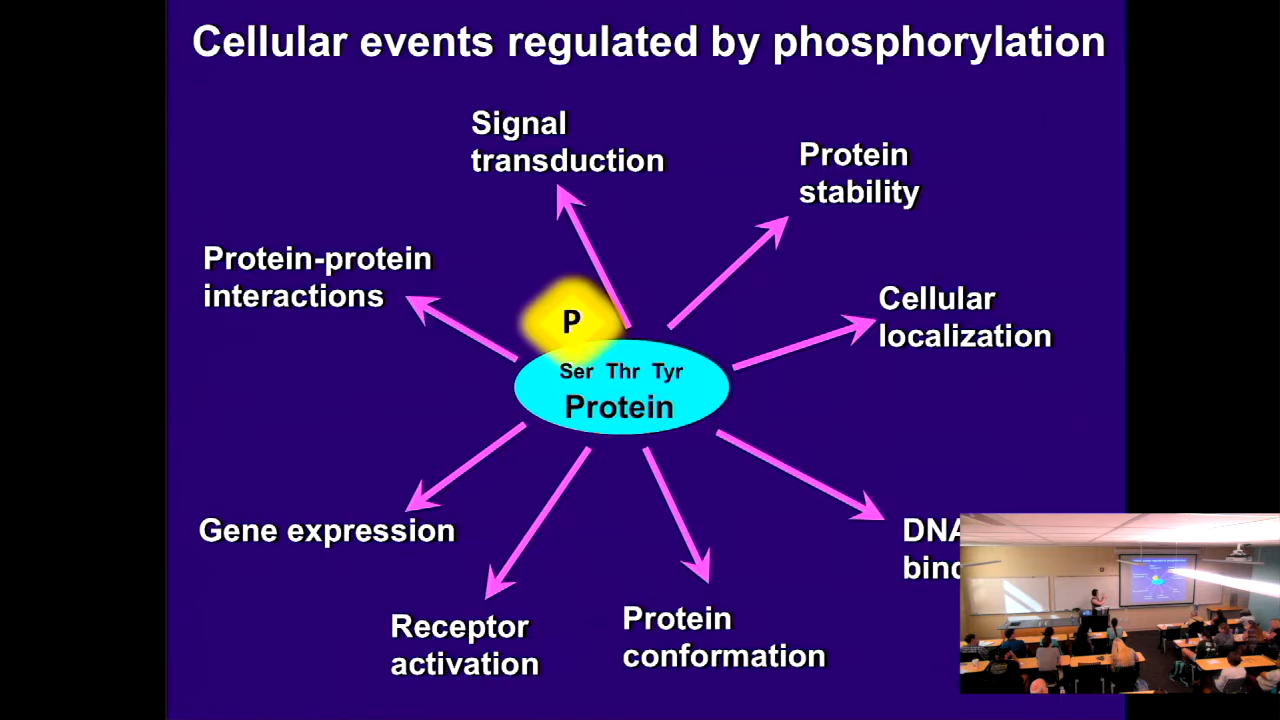 Cellular events regulated by phosphorylation
Signal
transduction
Protein
stability
Protein-protein
interactions
Cellular
localization
P
Ser Thr Tyr
Protein
Gene expression
DNA
Receptor
activation
Protein
conformation